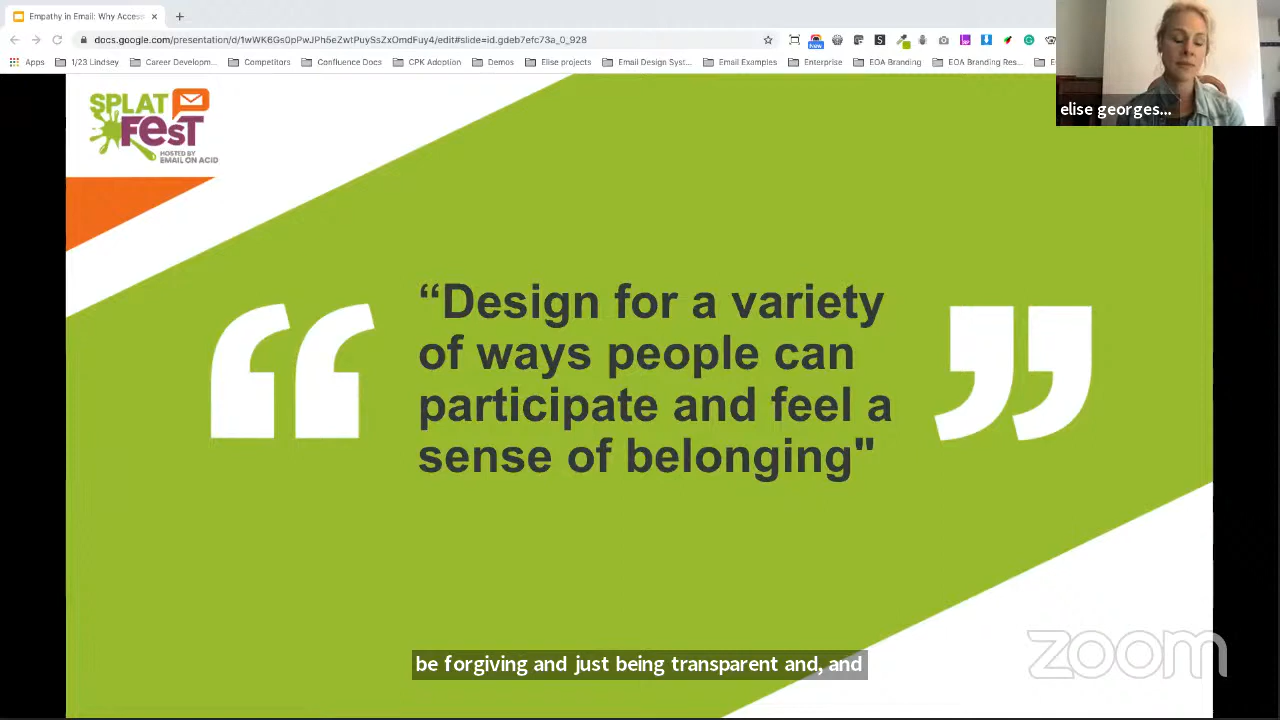 Empathy in Email: Why Access
docs.google.com/presentation/d/1wWK6Gs0pPwJPh5eZwtPuySsZxOmdFuy4/edit#slide=id.gdeb7efc73a_0_928
New
Apps 1/23 Lindsey Career Developm... Competitors Confluence Docs CPK Adoption Demos Elise projects Email Design Syst... Email Examples Enterprise EOA Branding EOA Branding Res...
elise georges...
SPLAT
FEST
HOSTED BY
EMAIL ON ACID
“Design for a variety
of ways people can
participate and feel a
sense of belonging"
be forgiving and just being transparent and, and
zoom